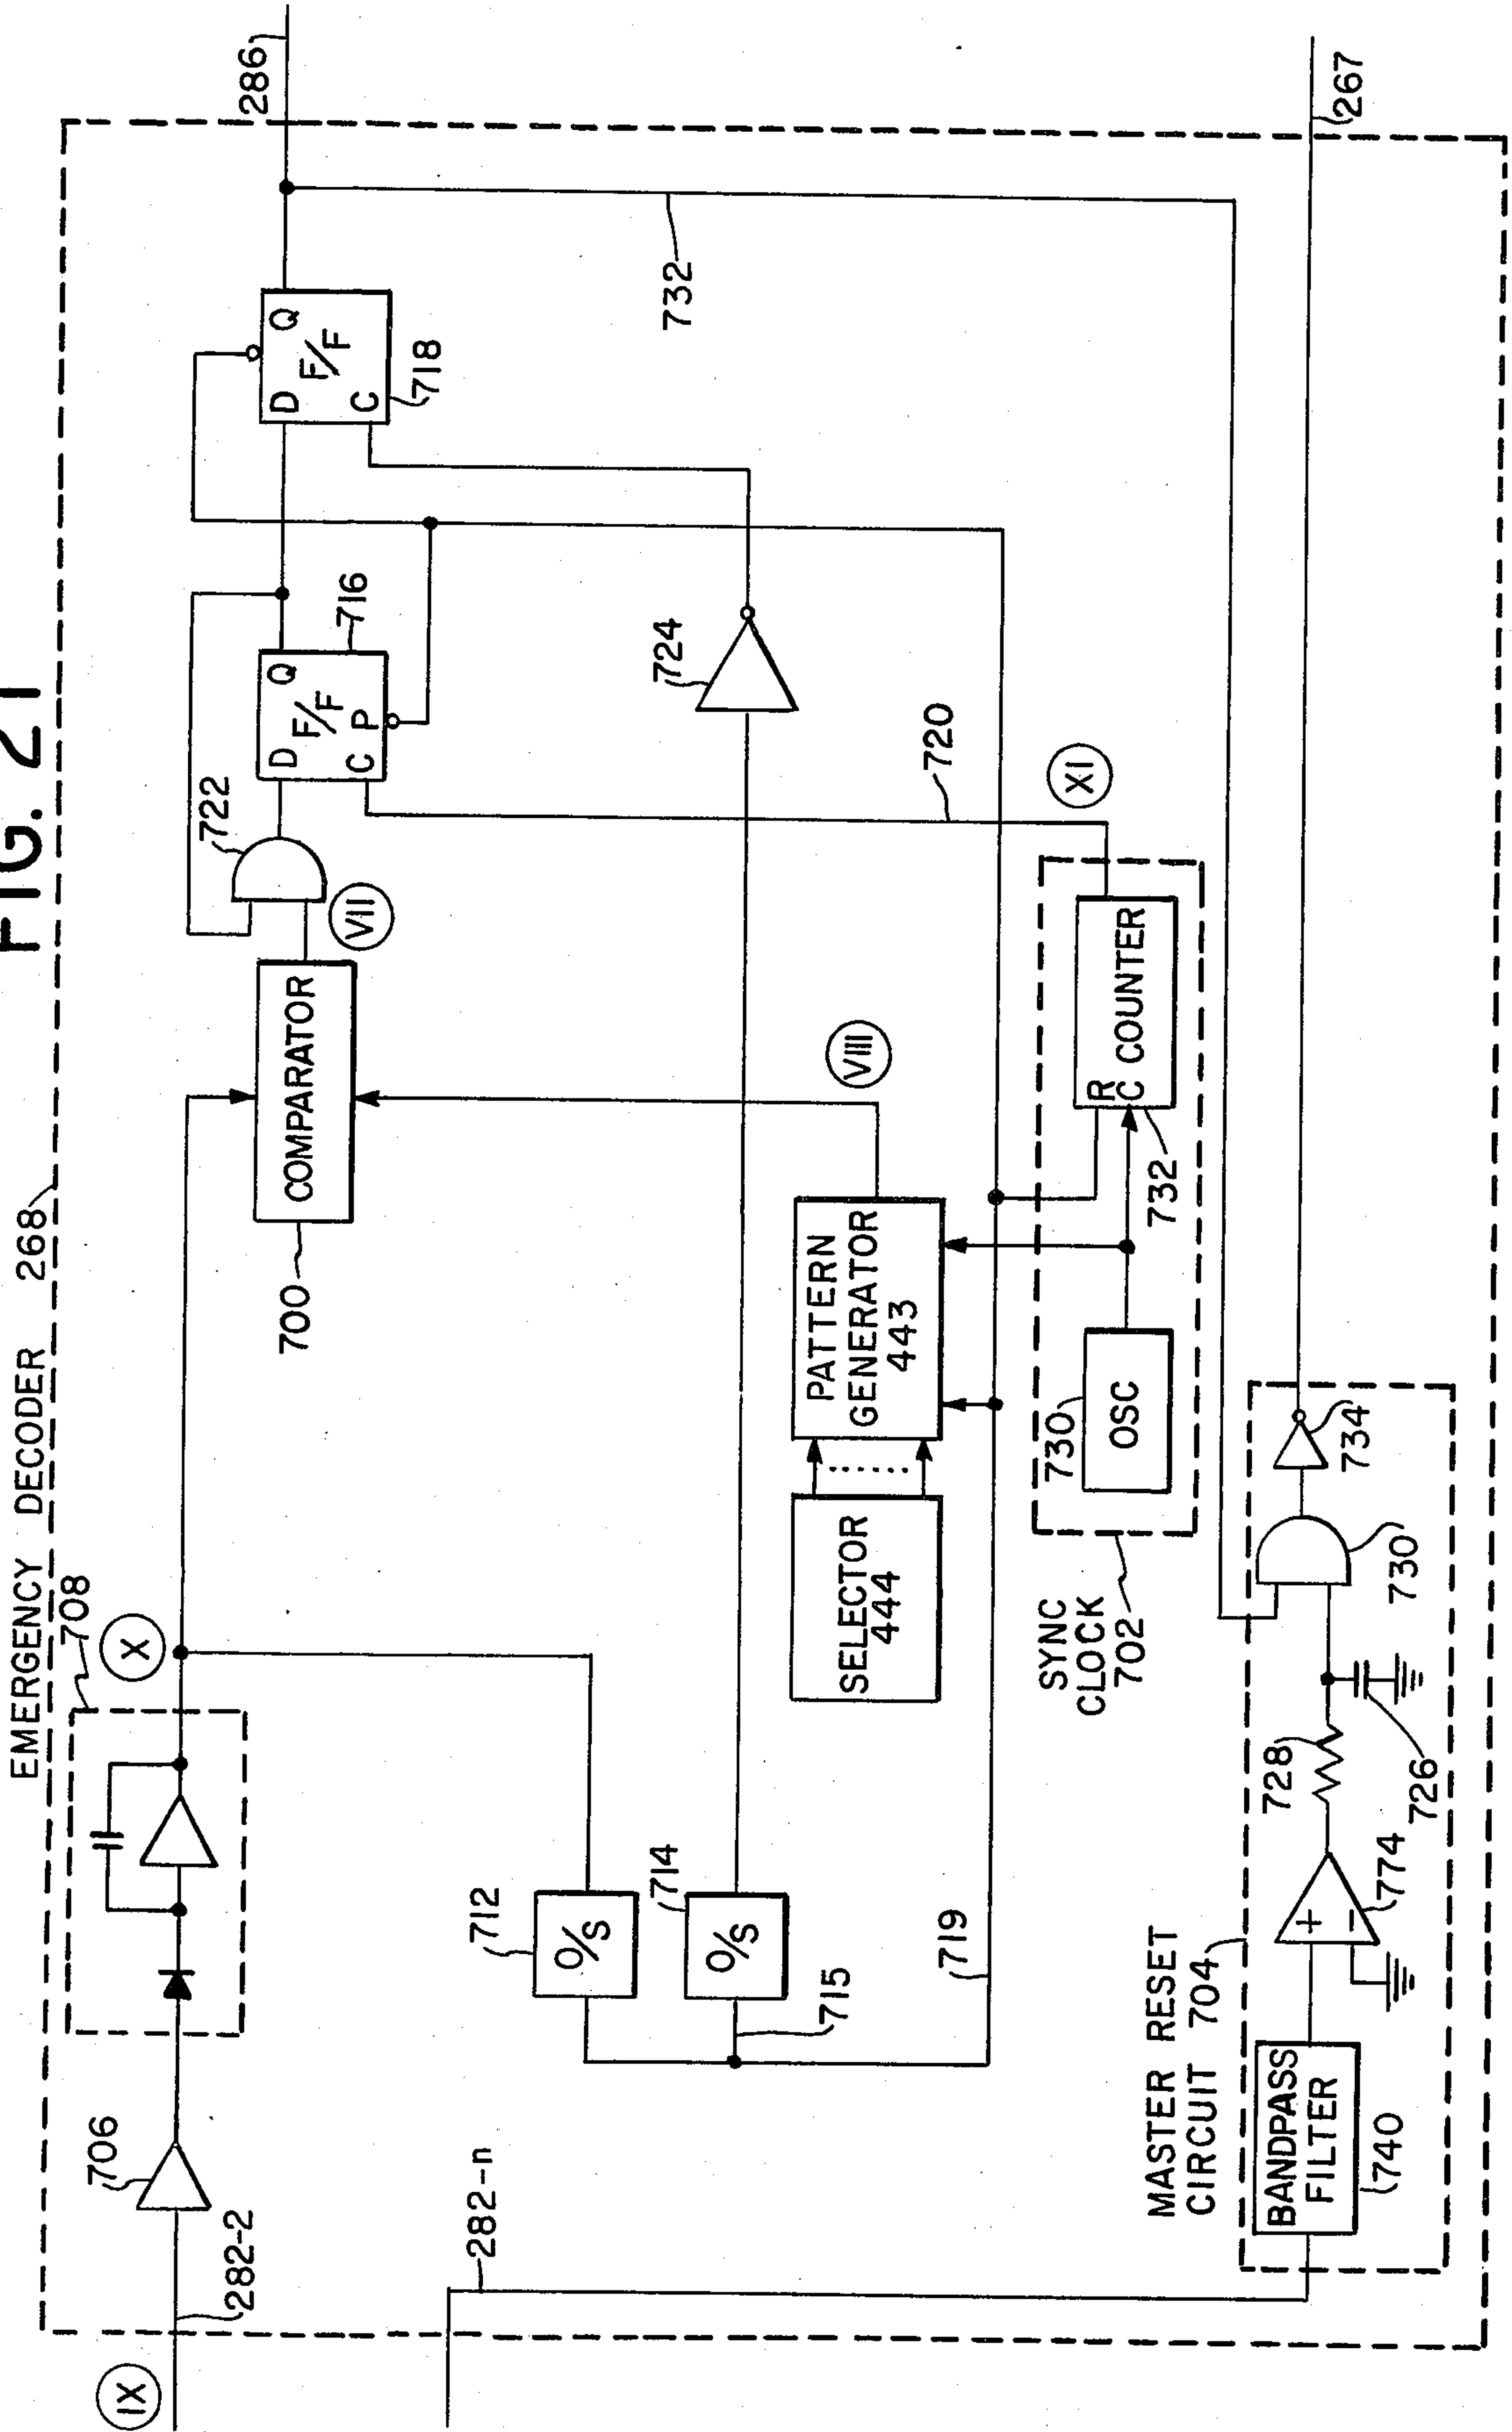 FIG. 21
EMERGENCY DECODER 268
IX
282-2
706
708
X
700
COMPARATOR
VII
722
D
Q
F/F
C
P
716
D
Q
F/F
C
718
286
282-n
712
O/S
714
O/S
715
719
724
732
SELECTOR
444
PATTERN
GENERATOR
443
VIII
SYNC
CLOCK
702
730
OSC
R
C
COUNTER
732
720
XI
MASTER RESET
CIRCUIT 704
BANDPASS
FILTER
740
+
−
774
728
726
730
734
267